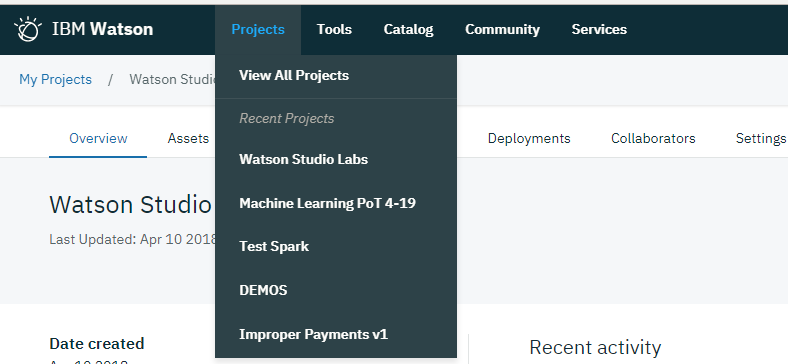 IBM Watson Projects Tools Catalog Community Services
My Projects / Watson Studi
View All Projects
Recent Projects
Overview Assets Deployments Collaborators Settings
Watson Studio Labs
Machine Learning PoT 4-19
Watson Studio
Last Updated: Apr 10 2018
Test Spark
DEMOS
Improper Payments v1
Date created
Recent activity
Apr 10 2018